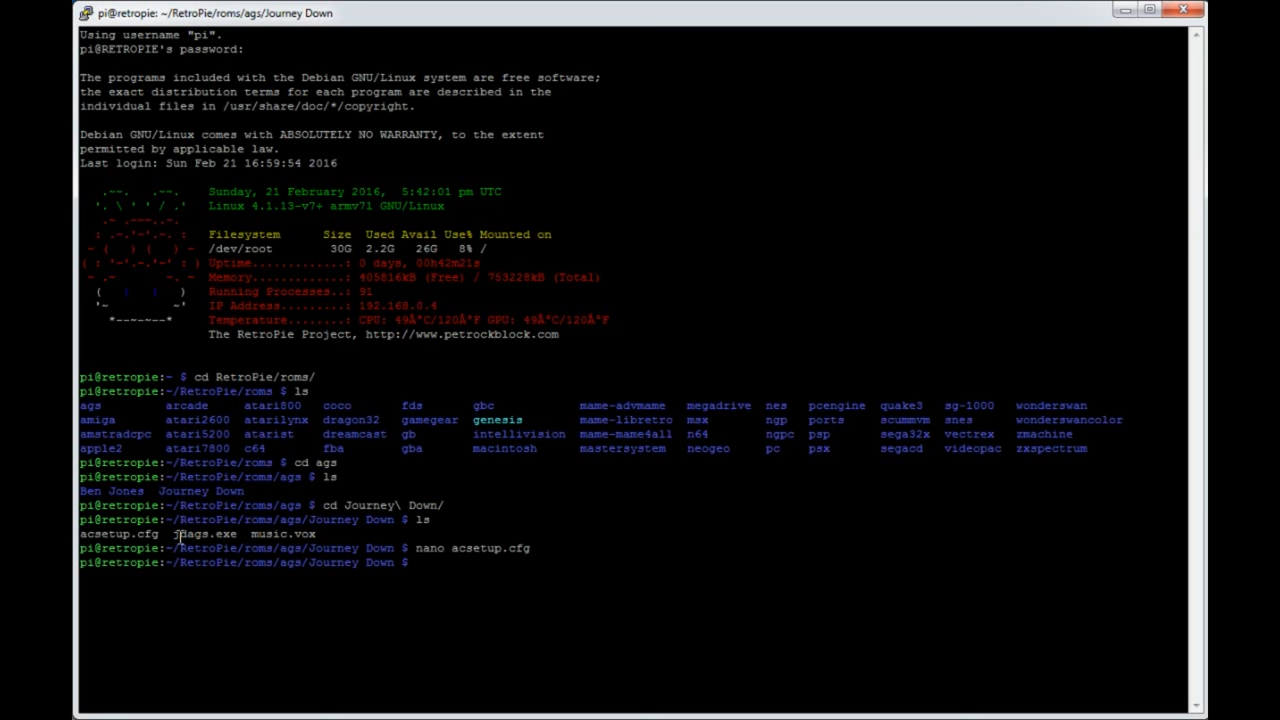 pi@retropie: ~/RetroPie/roms/ags/Journey Down
Using username "pi".
pi@RETROPIE's password:
The programs included with the Debian GNU/Linux system are free software;
the exact distribution terms for each program are described in the
individual files in /usr/share/doc/*/copyright.
Debian GNU/Linux comes with ABSOLUTELY NO WARRANTY, to the extent
permitted by applicable law.
Last login: Sun Feb 21 16:59:54 2016
Sunday, 21 February 2016, 5:42:01 pm UTC
Linux 4.1.13-v7+ armv7l GNU/Linux
Filesystem Size Used Avail Use% Mounted on
/dev/root 30G 2.2G 26G 8% /
Uptime.............: 0 days, 00h42m21s
Memory.............: 405816kB (Free) / 753228kB (Total)
Running Processes..: 91
IP Address.........: 192.168.0.4
Temperature........: CPU: 49Â°C/120Â°F GPU: 49Â°C/120Â°F
The RetroPie Project, http://www.petrockblock.com
pi@retropie:~ $ cd RetroPie/roms/
pi@retropie:~/RetroPie/roms $ ls
ags arcade atari800 coco fds gbc mame-advmame megadrive nes pcengine quake3 sg-1000 wonderswan
amiga atari2600 atarilynx dragon32 gamegear genesis mame-libretro msx ngp ports scummvm snes wonderswancolor
amstradcpc atari5200 atarist dreamcast gb intellivision mame-mame4all n64 ngpc psp sega32x vectrex zmachine
apple2 atari7800 c64 fba gba macintosh mastersystem neogeo pc psx segacd videopac zxspectrum
pi@retropie:~/RetroPie/roms $ cd ags
pi@retropie:~/RetroPie/roms/ags $ ls
Ben Jones Journey Down
pi@retropie:~/RetroPie/roms/ags $ cd Journey\ Down/
pi@retropie:~/RetroPie/roms/ags/Journey Down $ ls
acsetup.cfg jdags.exe music.vox
pi@retropie:~/RetroPie/roms/ags/Journey Down $ nano acsetup.cfg
pi@retropie:~/RetroPie/roms/ags/Journey Down $